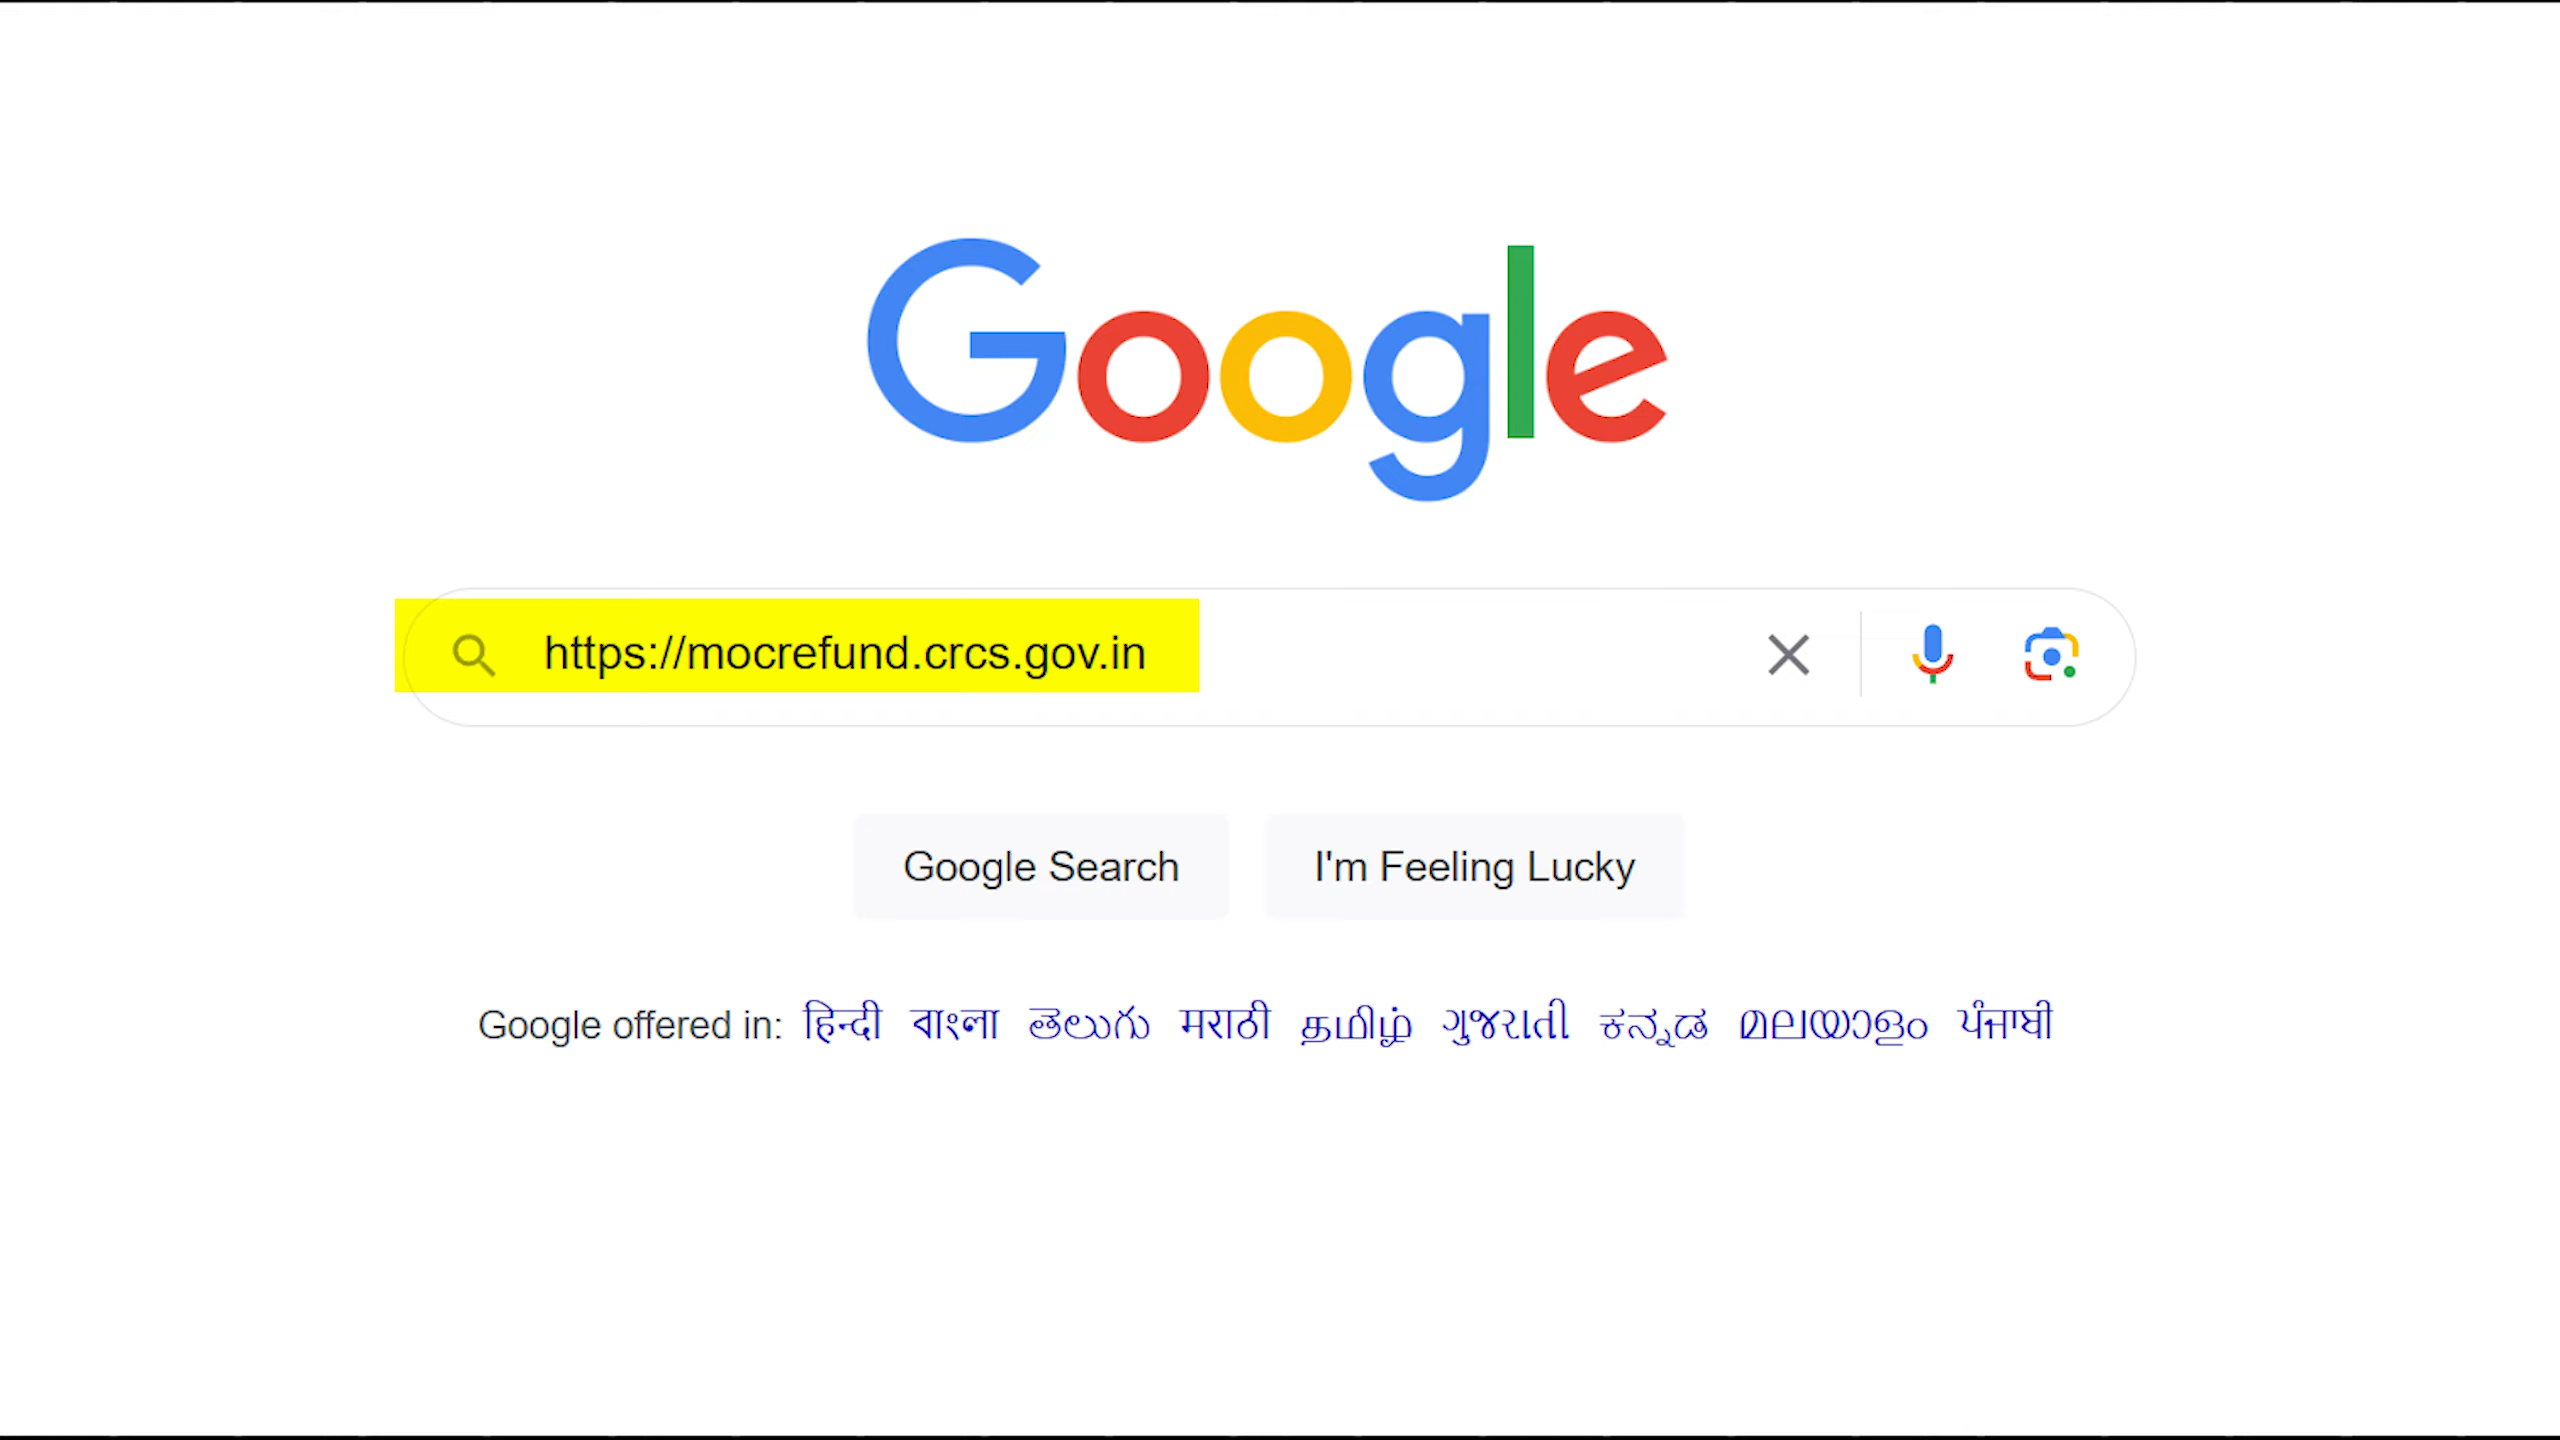 Google
https://mocrefund.crcs.gov.in
Google Search I'm Feeling Lucky
Google offered in: हिन्दी বাংলা తెలుగు मराठी தமிழ் ગુજરાતી ಕನ್ನಡ മലയാളം ਪੰਜਾਬੀ